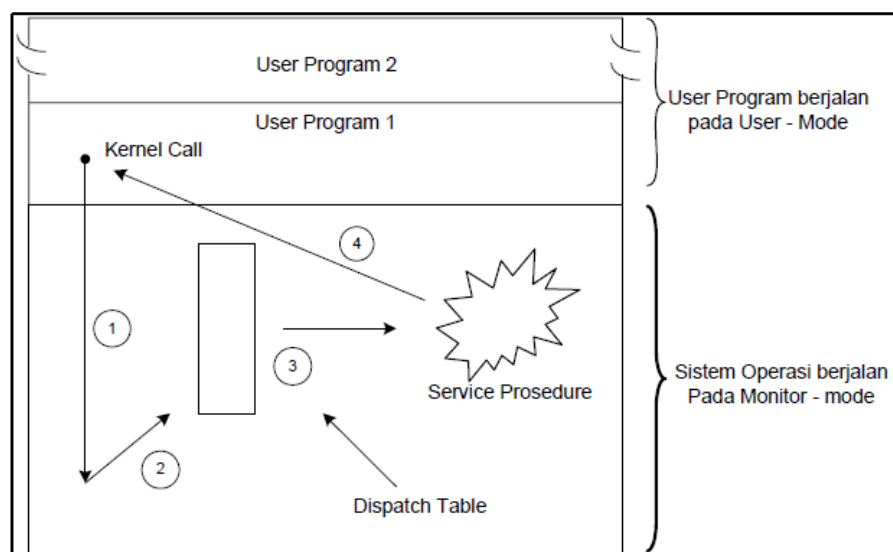 User Program 2
User Program 1
Kernel Call
User Program berjalan
pada User - Mode
4
1
3
Service Prosedure
Sistem Operasi berjalan
Pada Monitor - mode
2
Dispatch Table